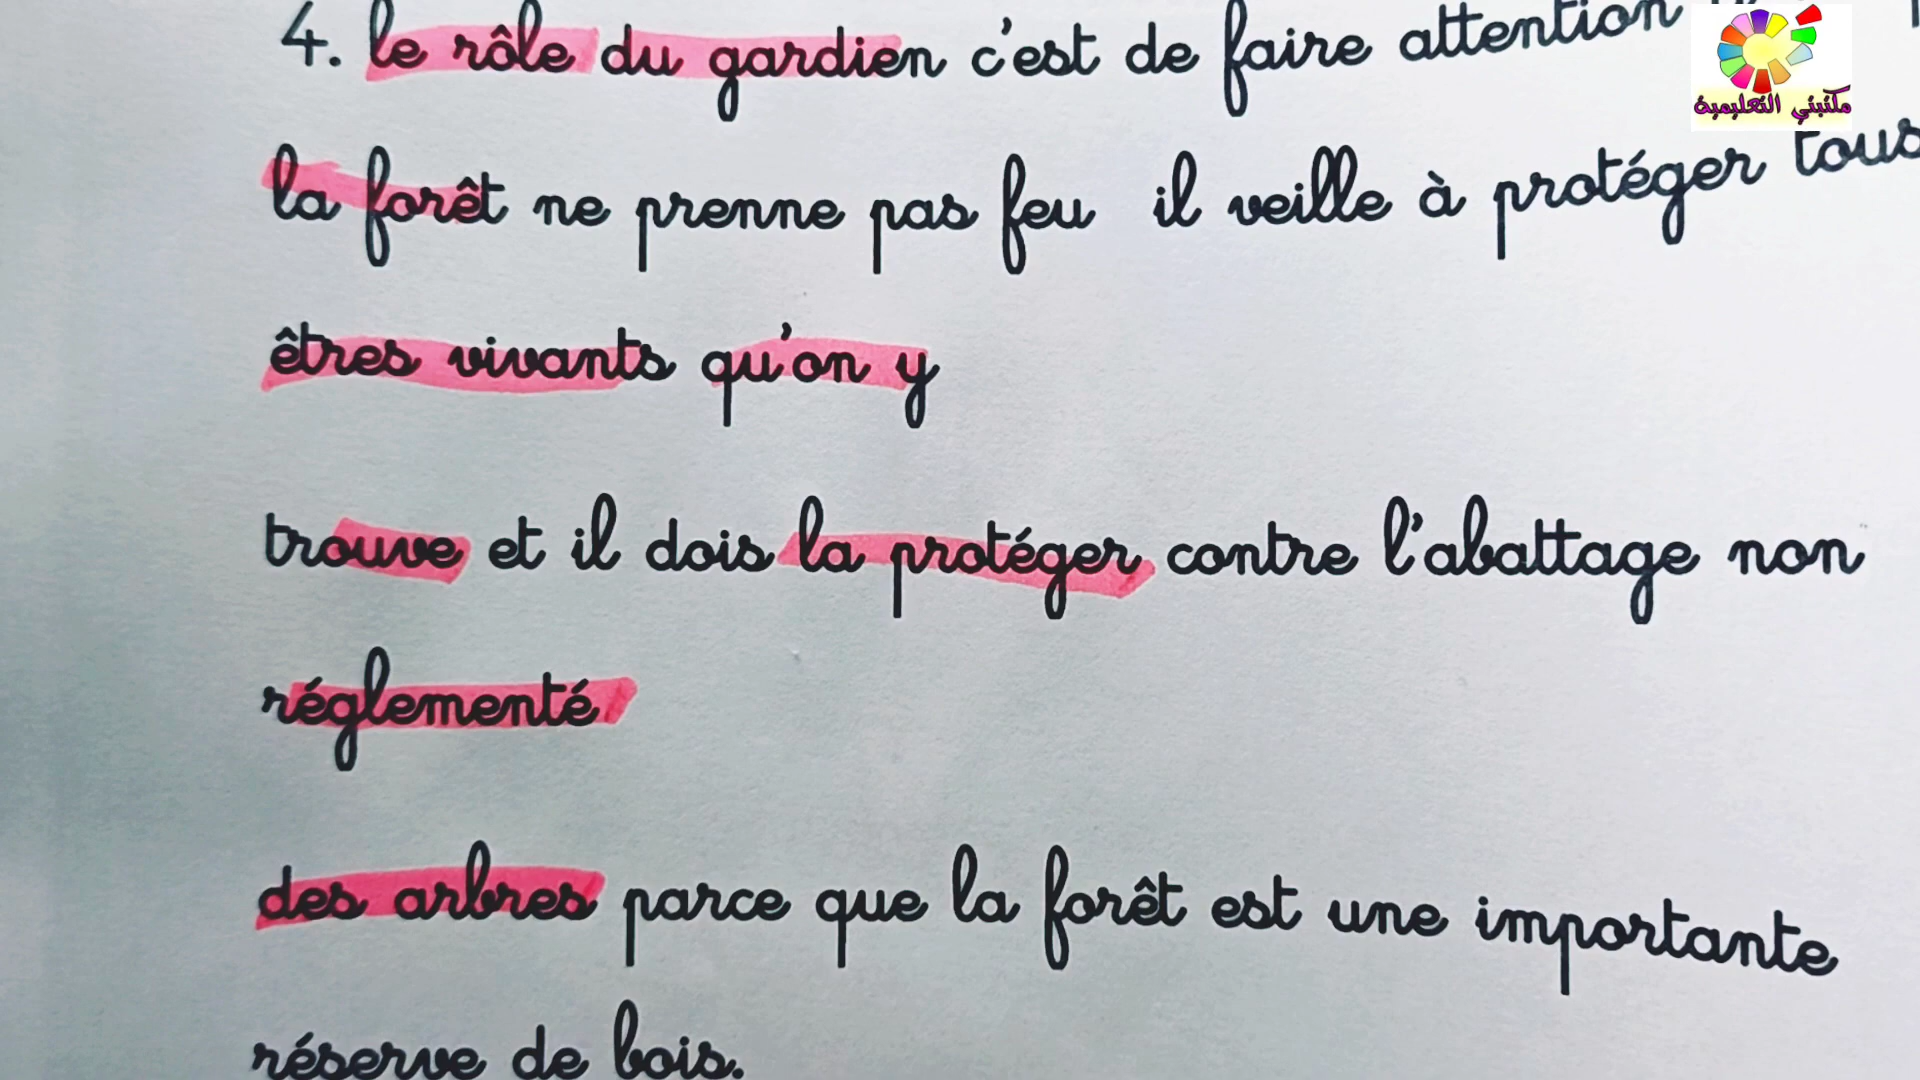 4. le rôle du gardien c'est de faire attention
مكتبتي التعليمية
la forêt ne prenne pas feu il veille à protéger tous
êtres vivants qu'on y
trouve et il dois la protéger contre l'abattage non
réglementé
des arbres parce que la forêt est une importante
réserve de bois.